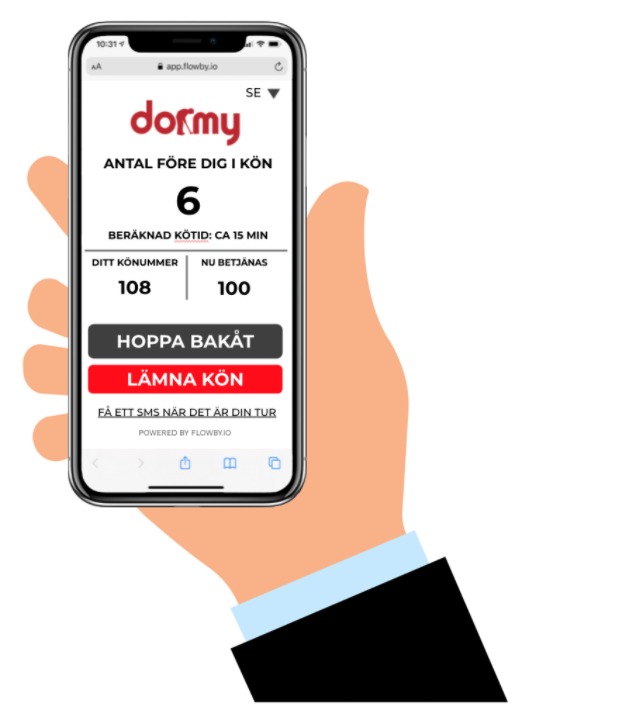 10:31
AA app.flowby.io
SE
dormy
ANTAL FÖRE DIG I KÖN
6
BERÄKNAD KÖTID: CA 15 MIN
DITT KÖNUMMER NU BETJÄNAS
108 100
HOPPA BAKÅT
LÄMNA KÖN
FÅ ETT SMS NÄR DET ÄR DIN TUR
POWERED BY FLOWBY.IO